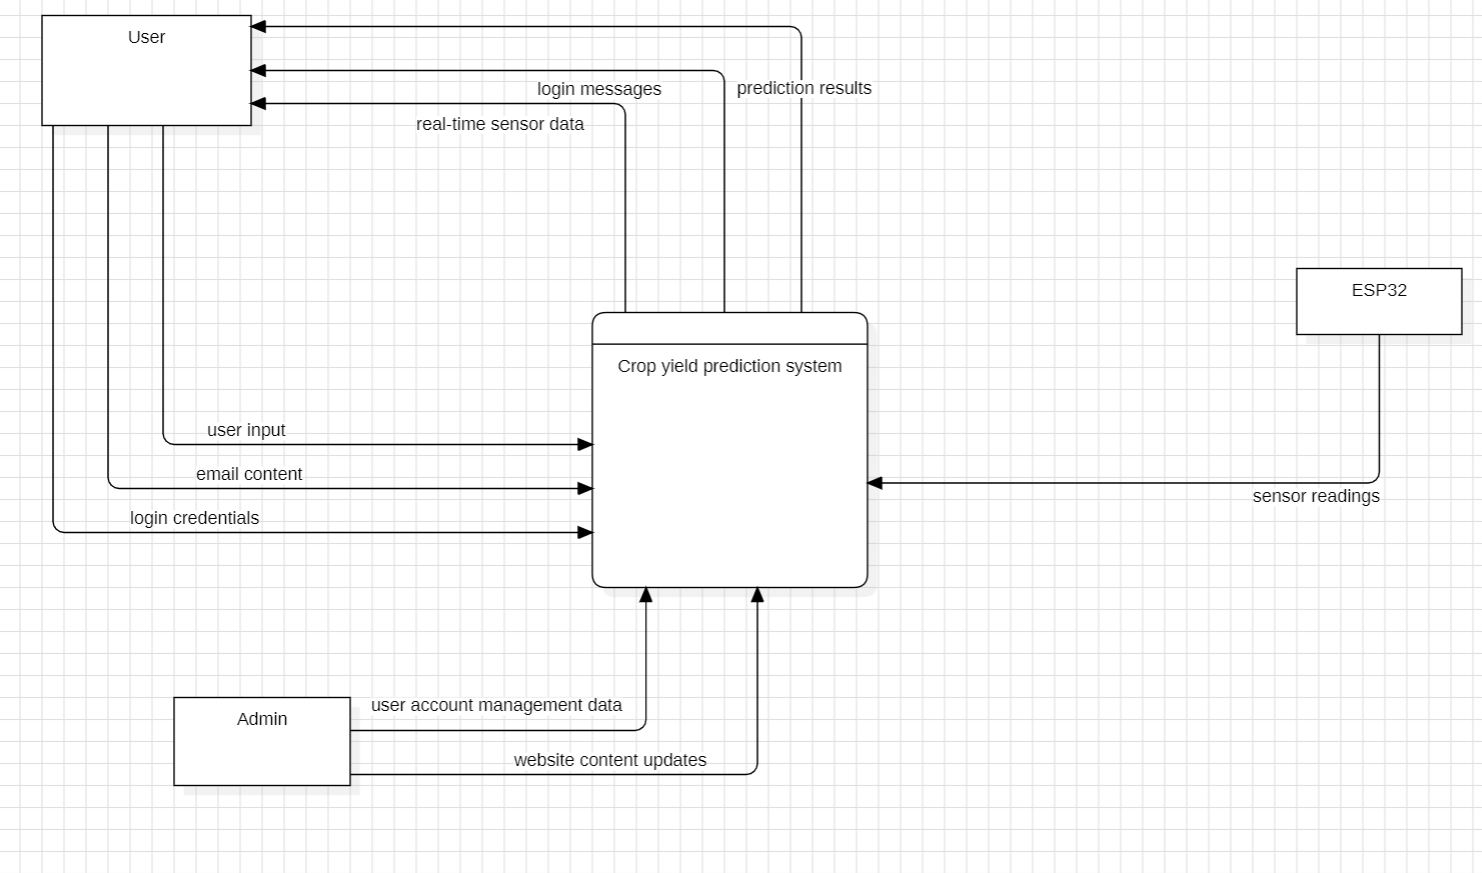 User
login messages
prediction results
real-time sensor data
ESP32
Crop yield prediction system
user input
email content
sensor readings
login credentials
user account management data
Admin
website content updates